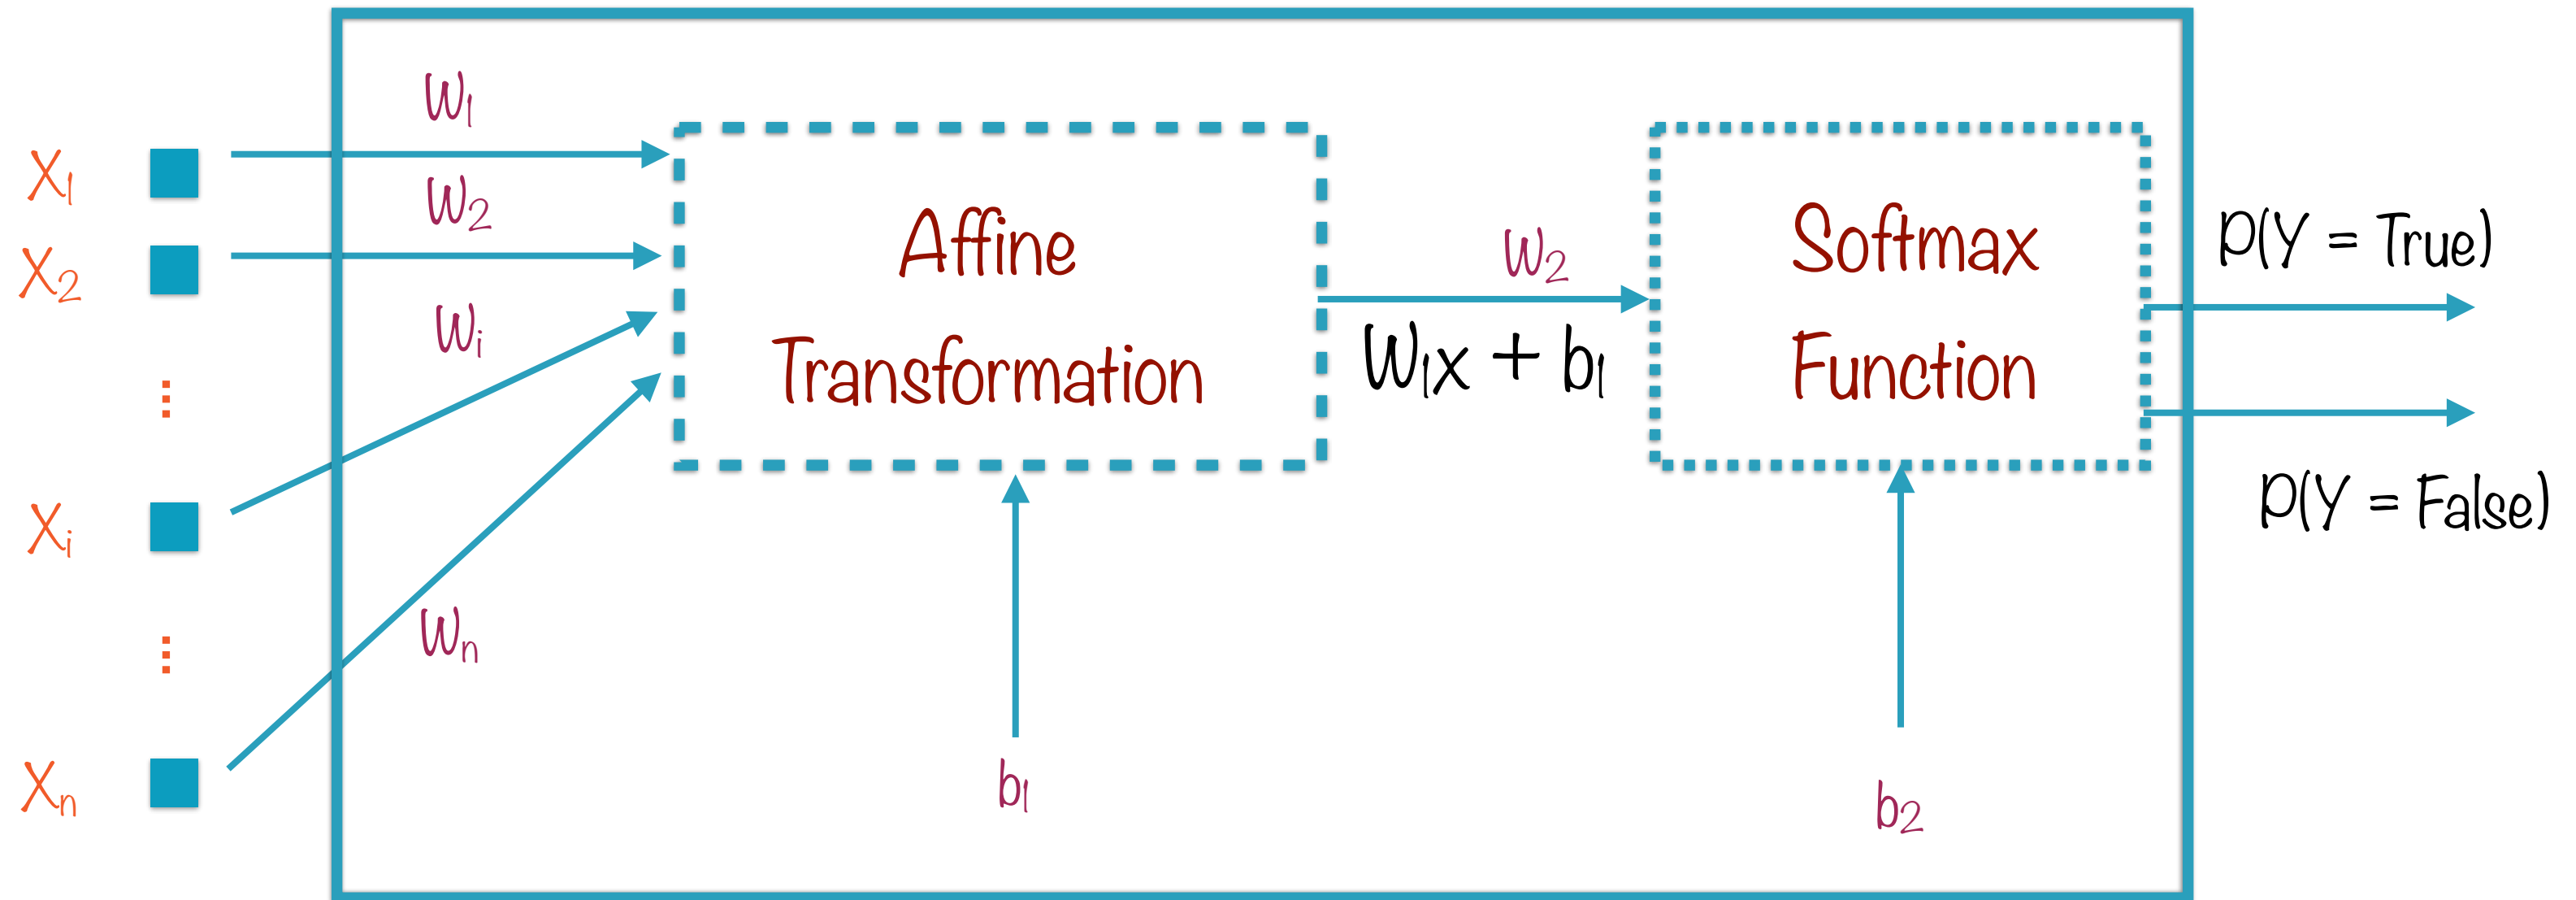 X₁
X₂
⋮
Xᵢ
⋮
Xₙ
W₁
W₂
Wᵢ
Wₙ
Affine
Transformation
b₁
W₂
W₁x + b₁
Softmax
Function
b₂
P(Y = True)
P(Y = False)